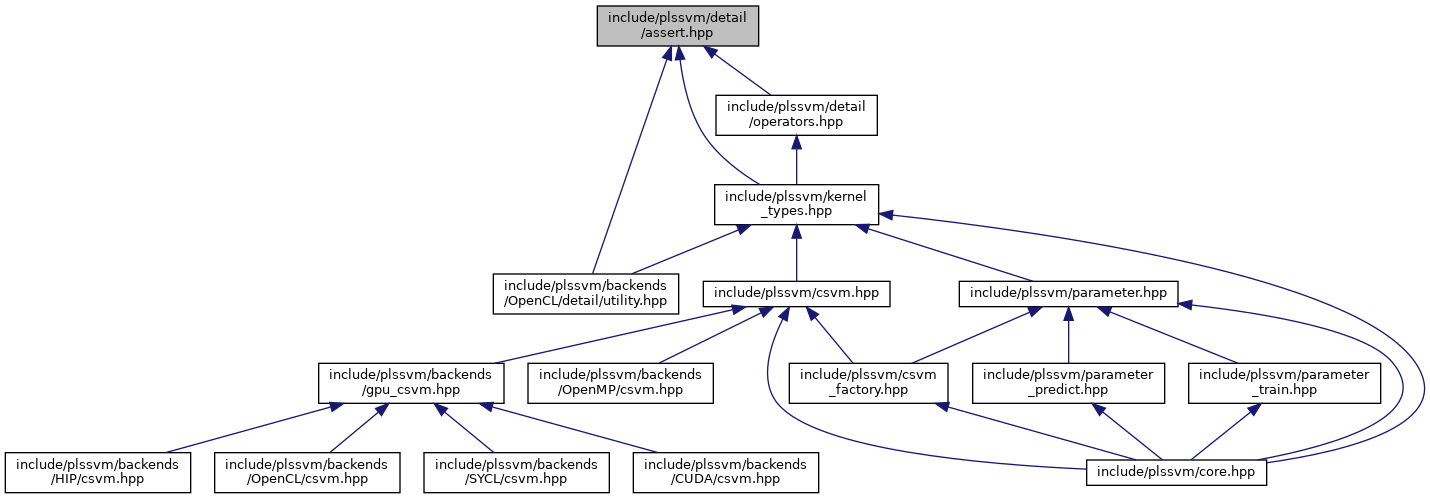 include/plssvm/detail
/assert.hpp
include/plssvm/detail
/operators.hpp
include/plssvm/kernel
_types.hpp
include/plssvm/backends
/OpenCL/detail/utility.hpp
include/plssvm/csvm.hpp
include/plssvm/parameter.hpp
include/plssvm/backends
/gpu_csvm.hpp
include/plssvm/backends
/OpenMP/csvm.hpp
include/plssvm/csvm
_factory.hpp
include/plssvm/parameter
_predict.hpp
include/plssvm/parameter
_train.hpp
include/plssvm/backends
/HIP/csvm.hpp
include/plssvm/backends
/OpenCL/csvm.hpp
include/plssvm/backends
/SYCL/csvm.hpp
include/plssvm/backends
/CUDA/csvm.hpp
include/plssvm/core.hpp